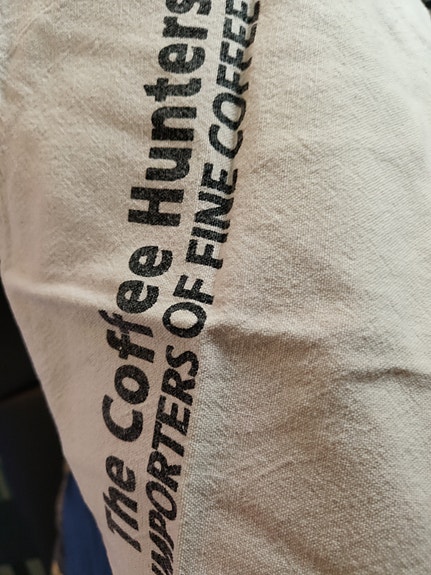 The Coffee Hunters
IMPORTERS OF FINE COFFEE